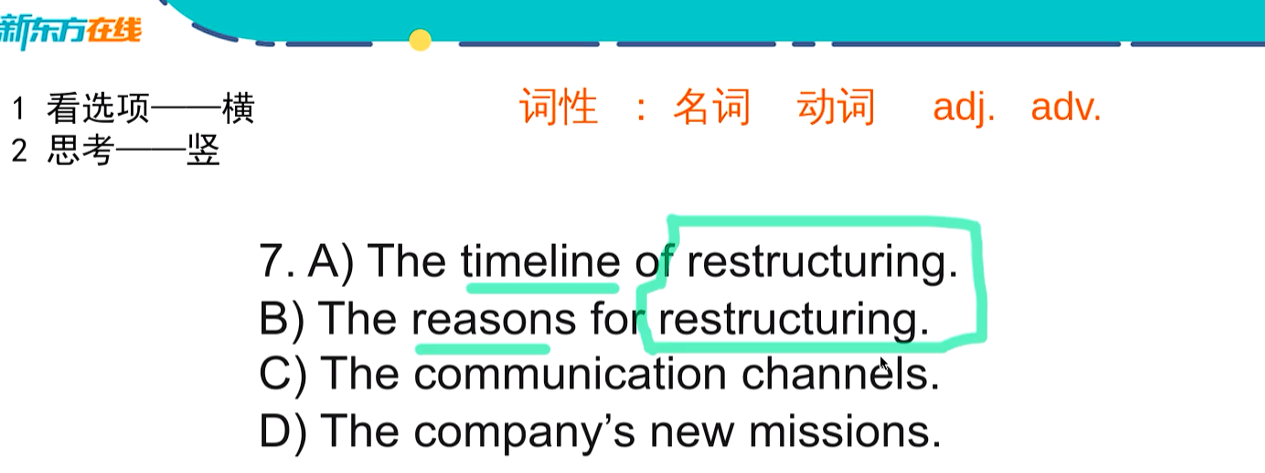 新东方在线
1 看选项——横
2 思考——竖
词性 : 名词 动词 adj. adv.
7. A) The timeline of restructuring.
B) The reasons for restructuring.
C) The communication channels.
D) The company’s new missions.